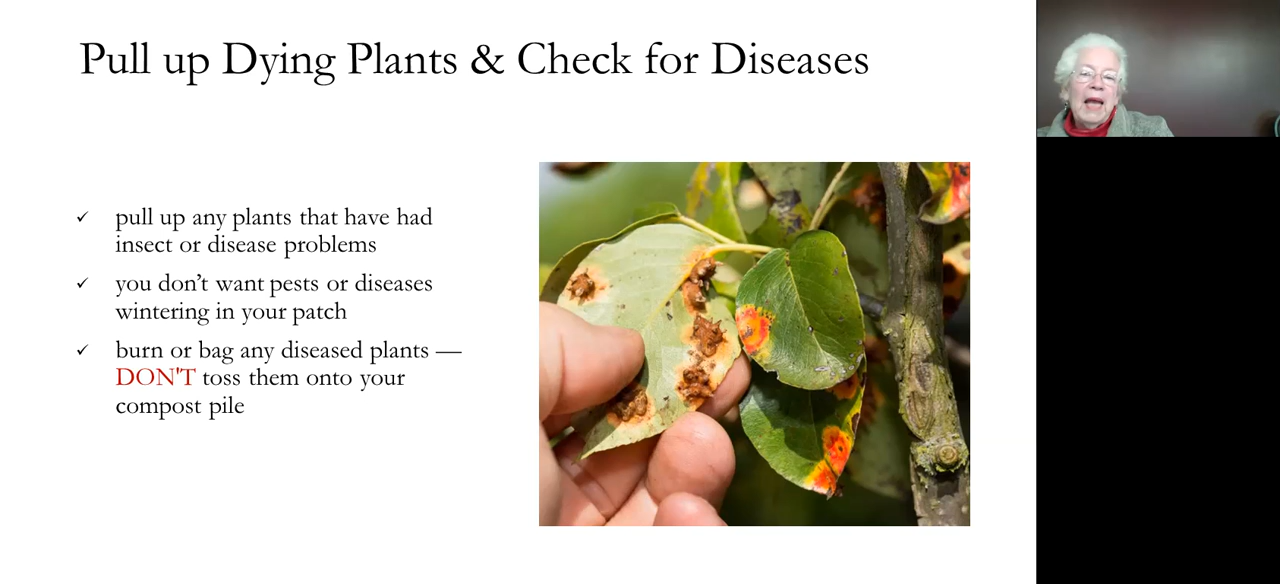 Pull up Dying Plants & Check for Diseases
✓ pull up any plants that have had
insect or disease problems
✓ you don’t want pests or diseases
wintering in your patch
✓ burn or bag any diseased plants —
DON'T toss them onto your
compost pile